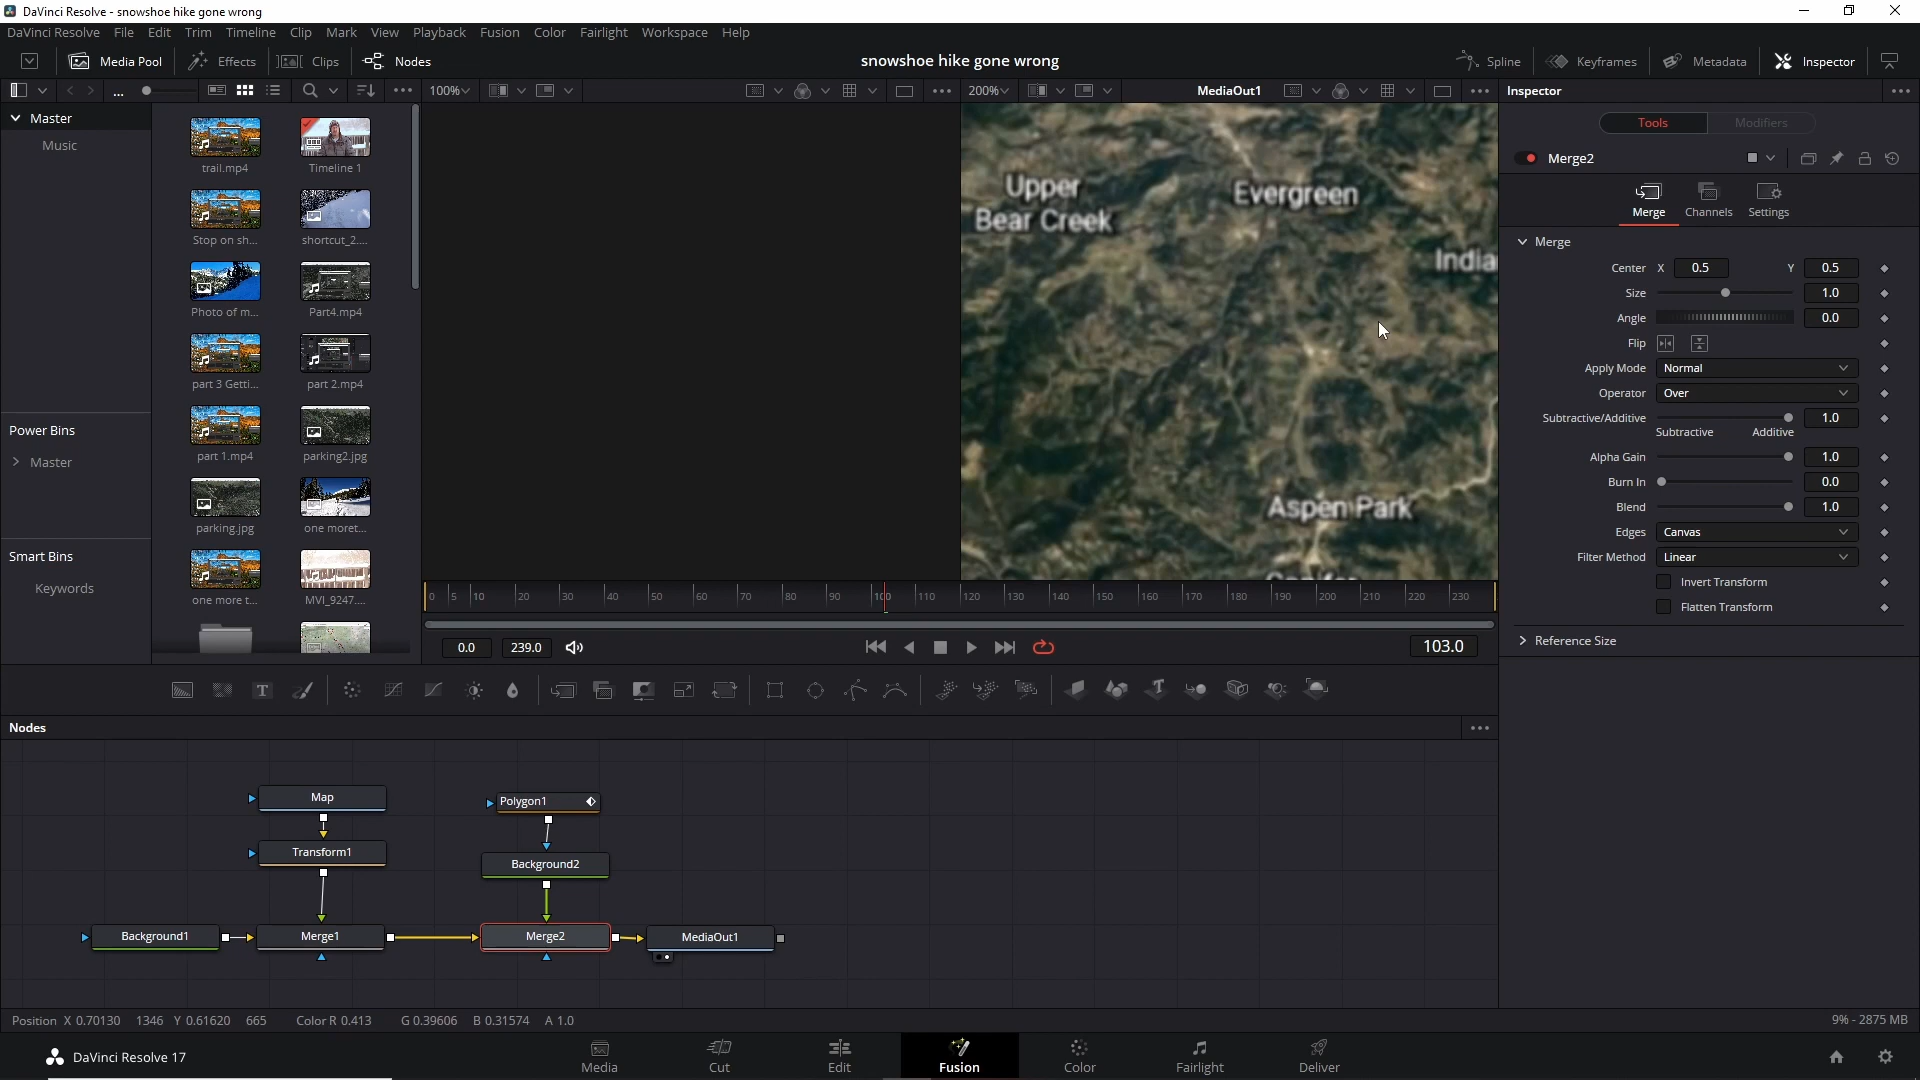 DaVinci Resolve - snowshoe hike gone wrong
DaVinci Resolve File Edit Trim Timeline Clip Mark View Playback Fusion Color Fairlight Workspace Help
Media Pool Effects Clips Nodes snowshoe hike gone wrong Spline Keyframes Metadata Inspector
... 100% 200% MediaOut1 Inspector
Master
Music
Power Bins
Master
Smart Bins
Keywords
trail.mp4 Timeline 1
Stop on sh... shortcut_2....
Photo of m... Part4.mp4
part 3 Getti... part 2.mp4
part 1.mp4 parking2.jpg
parking.jpg one moret...
one more t... MVI_9247....
Upper
Bear Creek
Evergreen
India
Aspen Park
0 5 10 20 30 40 50 60 70 80 90 100 110 120 130 140 150 160 170 180 190 200 210 220 230
0.0 239.0 103.0
Tools Modifiers
Merge2
Merge Channels Settings
Merge
Center X 0.5 Y 0.5
Size 1.0
Angle 0.0
Flip
Apply Mode Normal
Operator Over
Subtractive/Additive 1.0
Subtractive Additive
Alpha Gain 1.0
Burn In 0.0
Blend 1.0
Edges Canvas
Filter Method Linear
Invert Transform
Flatten Transform
Reference Size
Nodes
Map Polygon1
Transform1 Background2
Background1 Merge1 Merge2 MediaOut1
Position X 0.70130 1346 Y 0.61620 665 Color R 0.413 G 0.39606 B 0.31574 A 1.0 9% - 2875 MB
DaVinci Resolve 17 Media Cut Edit Fusion Color Fairlight Deliver